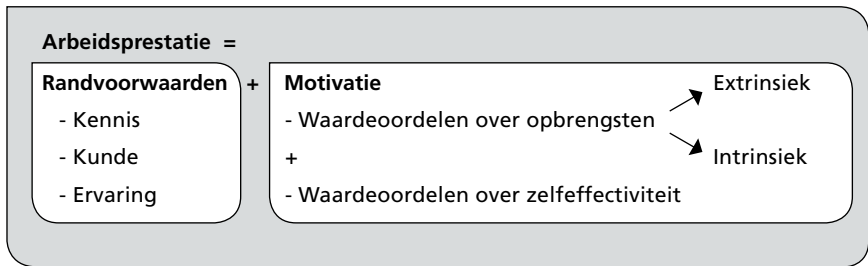 Arbeidsprestatie =
Randvoorwaarden + Motivatie Extrinsiek
- Kennis - Waardeoordelen over opbrengsten
- Kunde + Intrinsiek
- Ervaring - Waardeoordelen over zelfeffectiviteit